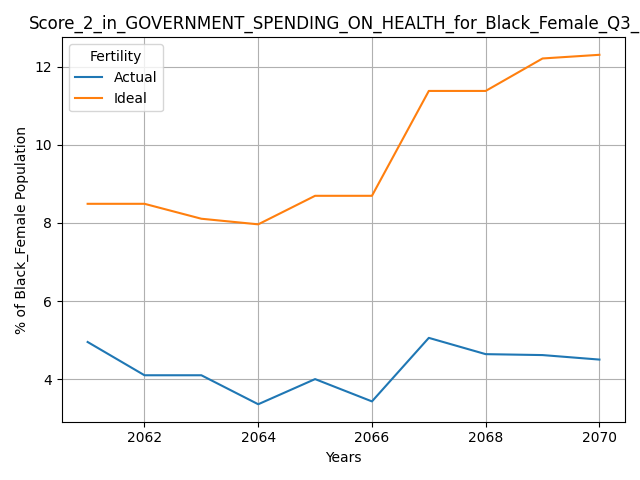 Score_2_in_GOVERNMENT_SPENDING_ON_HEALTH_for_Black_Female_Q3_
Fertility
Actual
Ideal
12
10
8
6
4
% of Black_Female Population
2062 2064 2066 2068 2070
Years